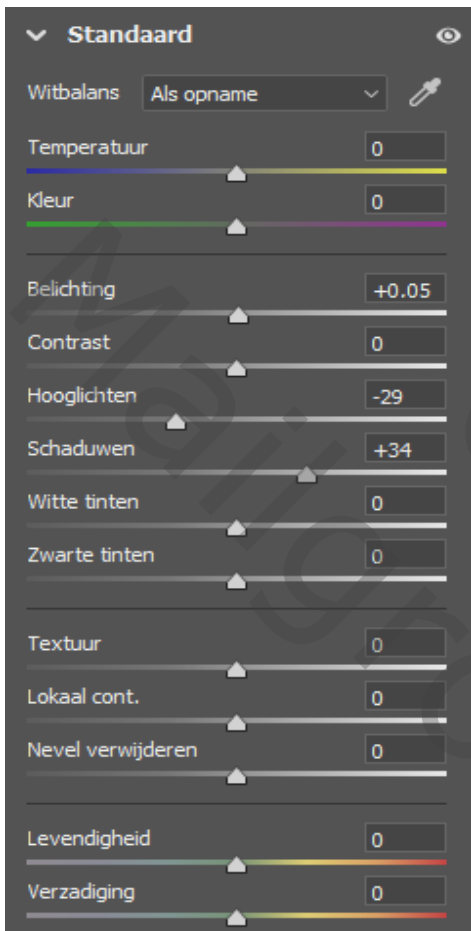 Standaard
Witbalans Als opname
Temperatuur 0
Kleur 0
Belichting +0.05
Contrast 0
Hooglichten -29
Schaduwen +34
Witte tinten 0
Zwarte tinten 0
Textuur 0
Lokaal cont. 0
Nevel verwijderen 0
Levendigheid 0
Verzadiging 0